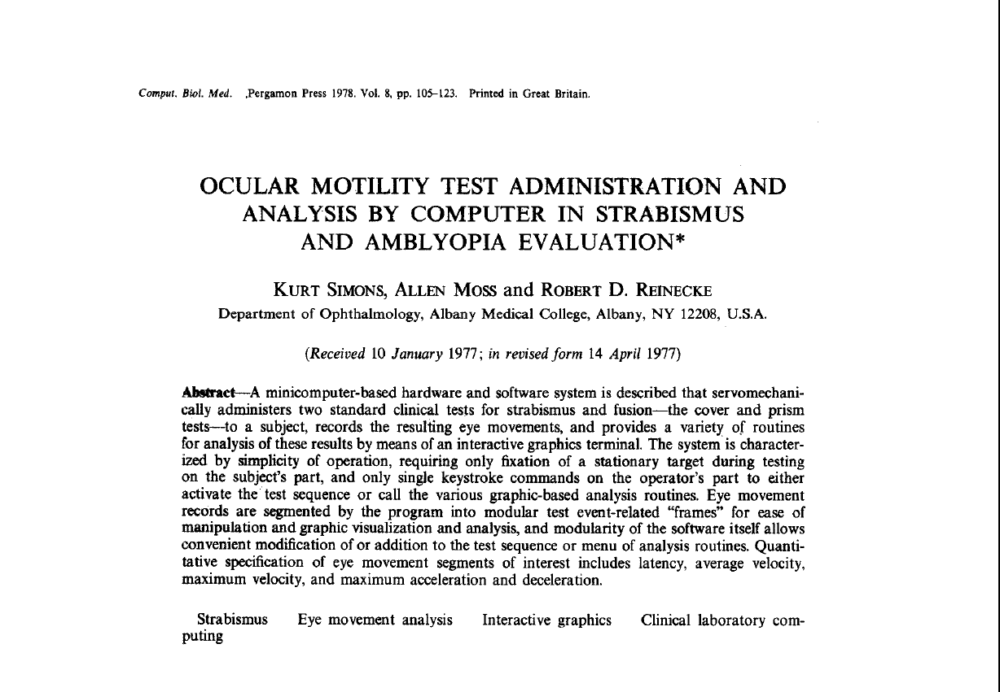 Comput. Biol. Med. ,Pergamon Press 1978. Vol. 8, pp. 105–123. Printed in Great Britain.
OCULAR MOTILITY TEST ADMINISTRATION AND
ANALYSIS BY COMPUTER IN STRABISMUS
AND AMBLYOPIA EVALUATION*
KURT SIMONS, ALLEN MOSS and ROBERT D. REINECKE
Department of Ophthalmology, Albany Medical College, Albany, NY 12208, U.S.A.
(Received 10 January 1977; in revised form 14 April 1977)
Abstract—A minicomputer-based hardware and software system is described that servomechani-
cally administers two standard clinical tests for strabismus and fusion—the cover and prism
tests—to a subject, records the resulting eye movements, and provides a variety of routines
for analysis of these results by means of an interactive graphics terminal. The system is character-
ized by simplicity of operation, requiring only fixation of a stationary target during testing
on the subject's part, and only single keystroke commands on the operator's part to either
activate the test sequence or call the various graphic-based analysis routines. Eye movement
records are segmented by the program into modular test event-related “frames” for ease of
manipulation and graphic visualization and analysis, and modularity of the software itself allows
convenient modification of or addition to the test sequence or menu of analysis routines. Quanti-
tative specification of eye movement segments of interest includes latency, average velocity,
maximum velocity, and maximum acceleration and deceleration.
Strabismus Eye movement analysis Interactive graphics Clinical laboratory com-
puting